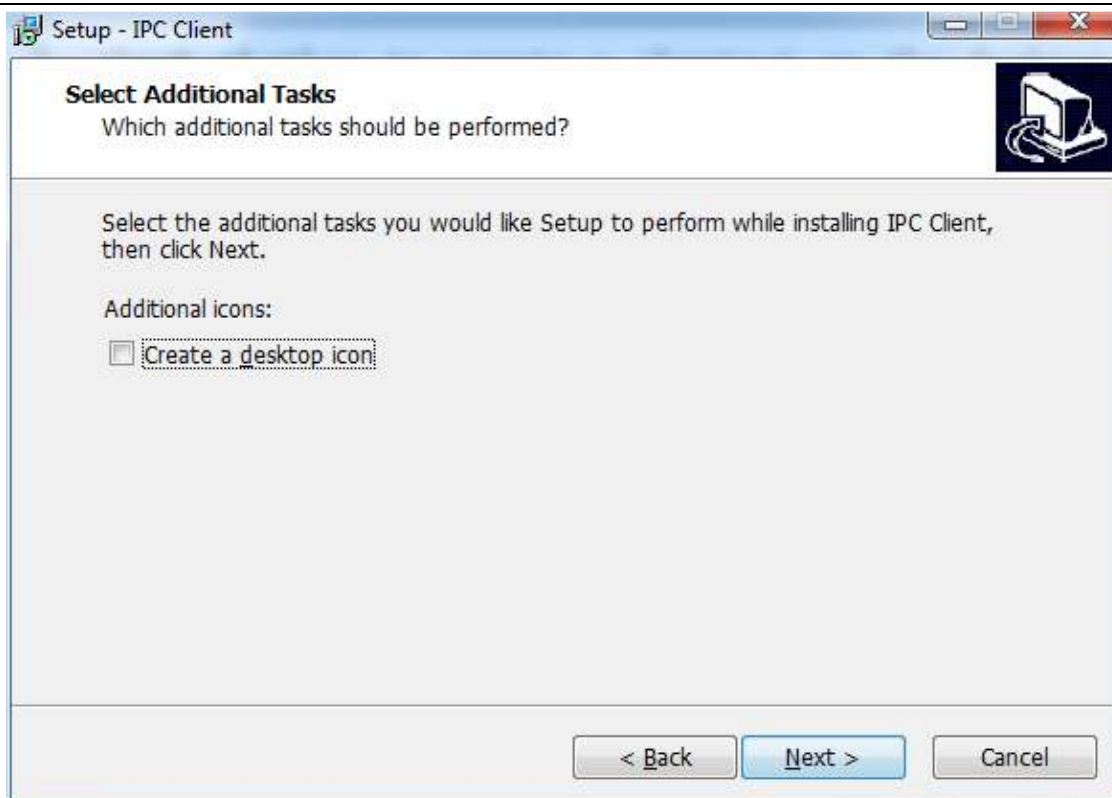 Setup - IPC Client
Select Additional Tasks
Which additional tasks should be performed?
Select the additional tasks you would like Setup to perform while installing IPC Client,
then click Next.
Additional icons:
Create a desktop icon
< Back
Next >
Cancel